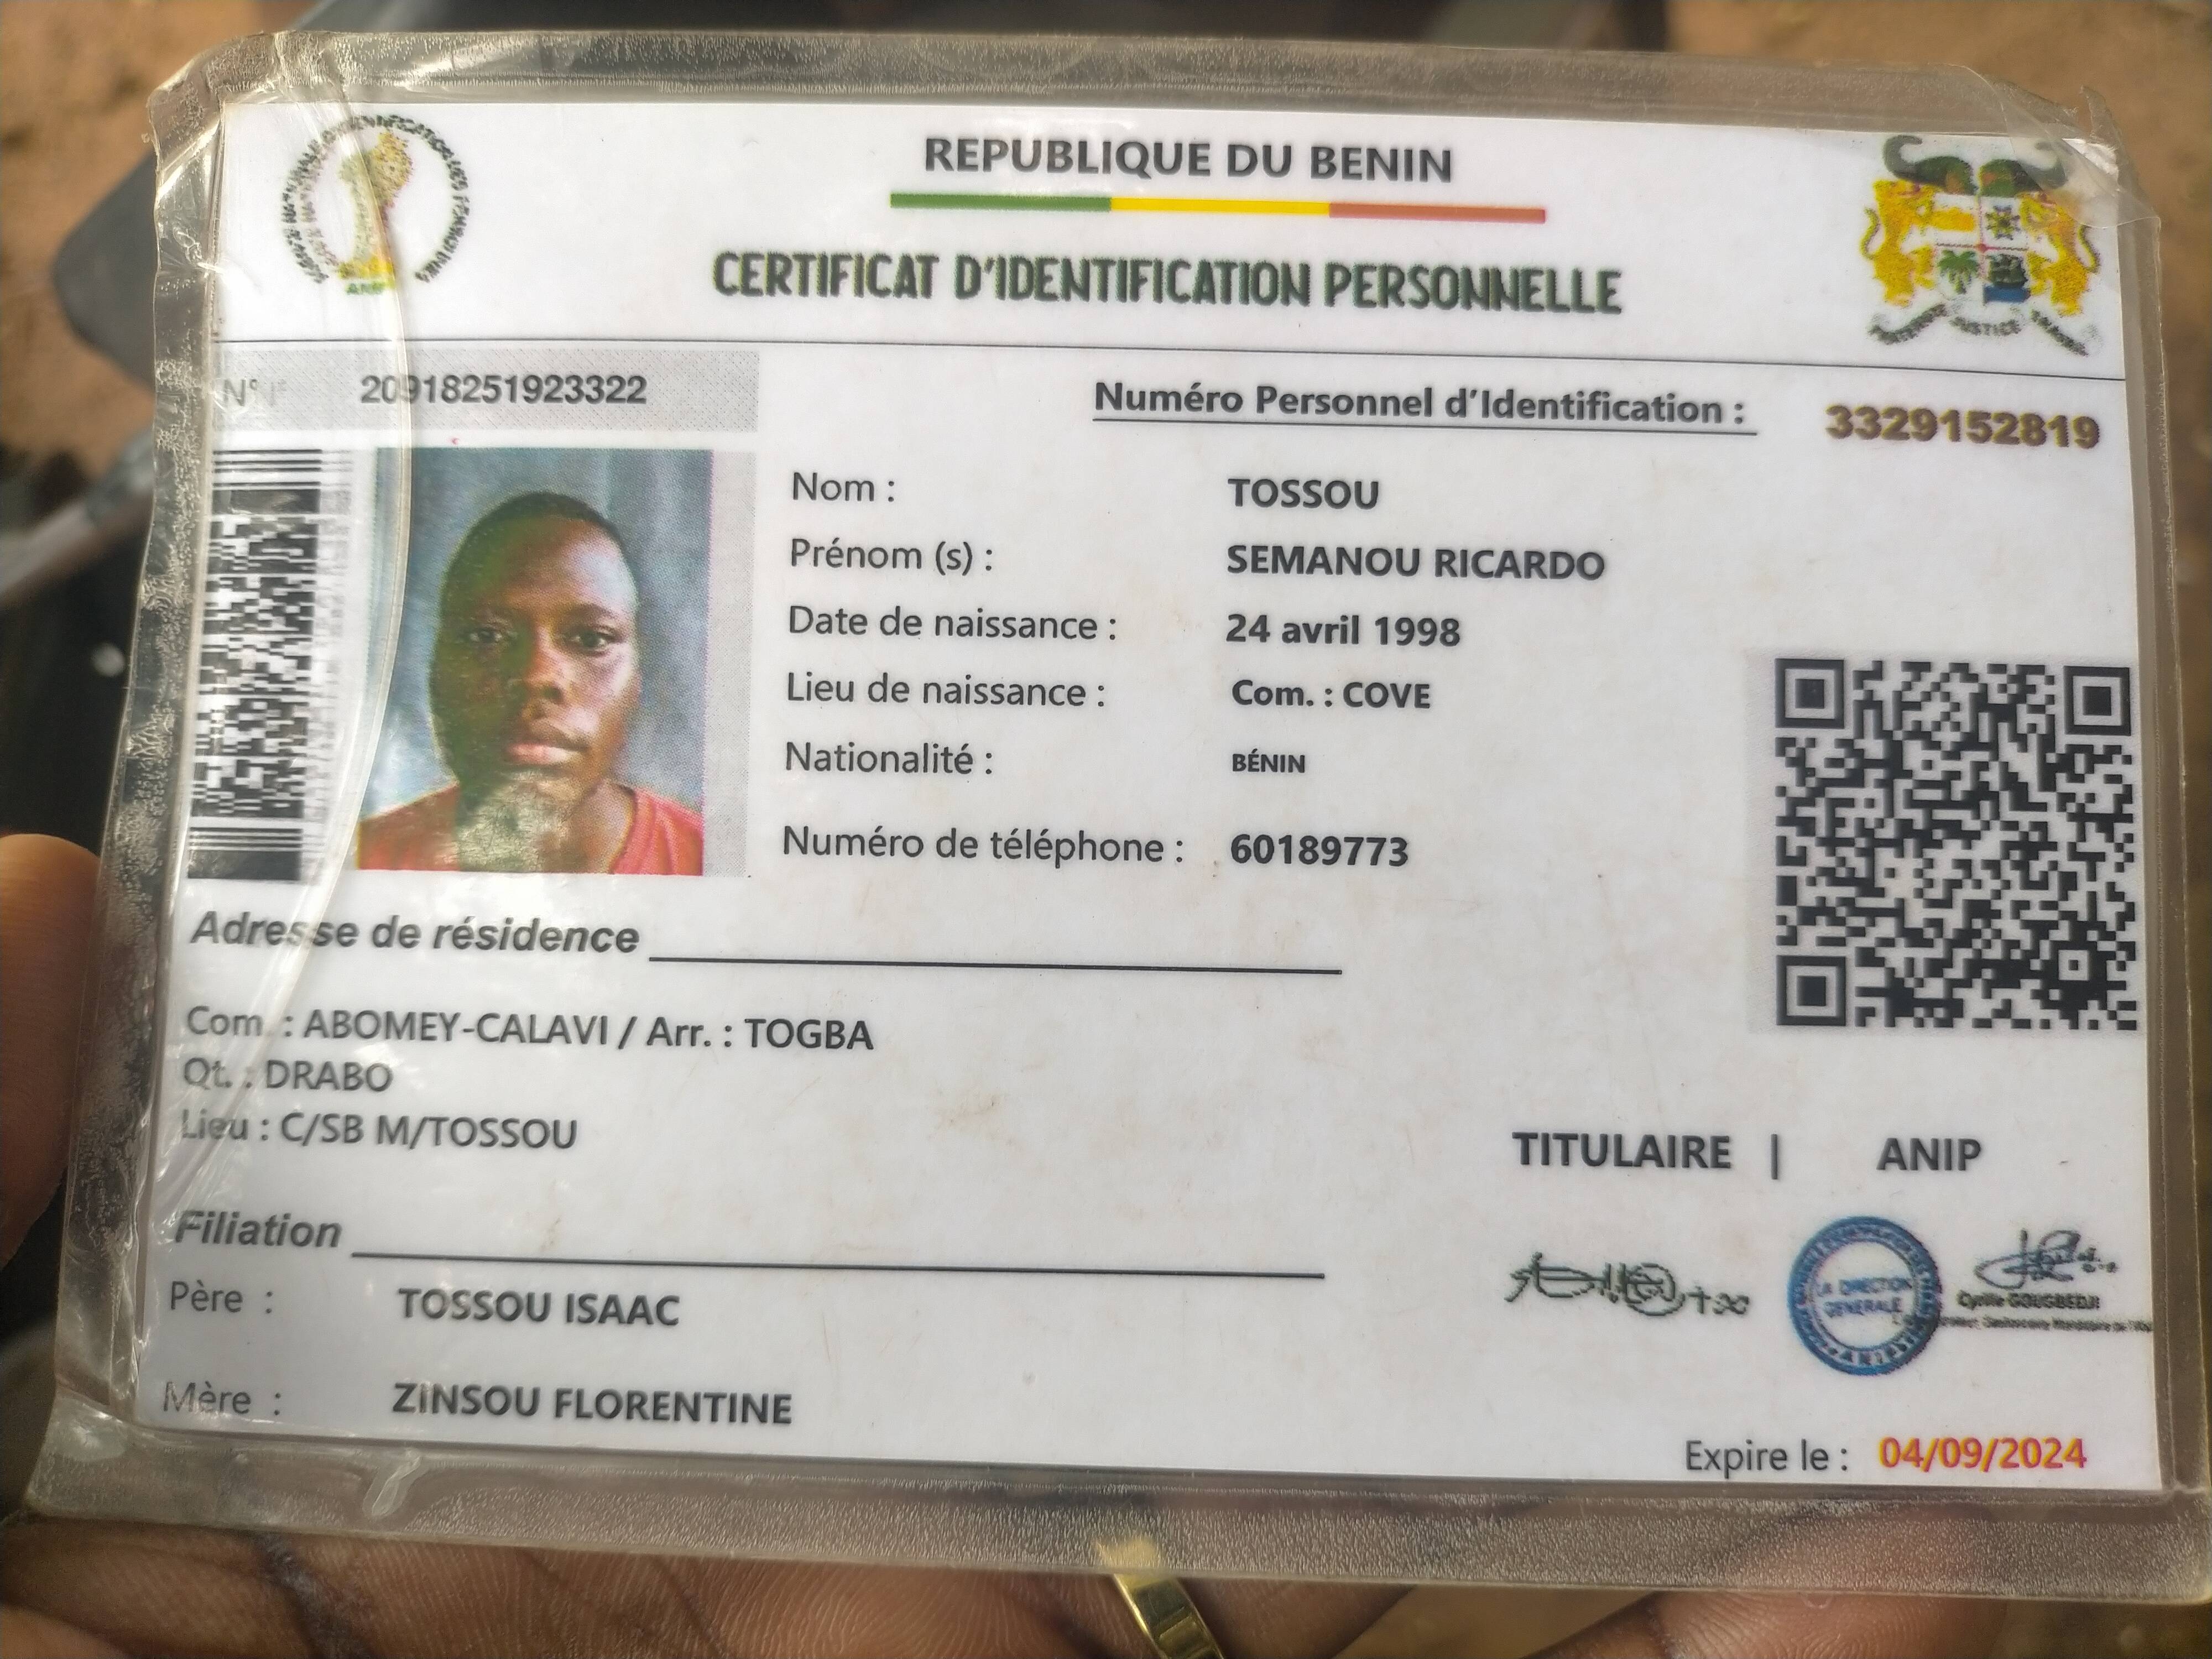 REPUBLIQUE DU BENIN
CERTIFICAT D'IDENTIFICATION PERSONNELLE
ANIP
JUSTICE
N° 20918251923322
Numéro Personnel d'Identification : 3329152819
Nom : TOSSOU
Prénom (s) : SEMANOU RICARDO
Date de naissance : 24 avril 1998
Lieu de naissance : Com. : COVE
Nationalité : BÉNIN
Numéro de téléphone : 60189773
Adresse de résidence
Com. : ABOMEY-CALAVI / Arr. : TOGBA
Qt. : DRABO
Lieu : C/SB M/TOSSOU
TITULAIRE | ANIP
Filiation
LA DIRECTION
GENERALE
Cyrille GOUGBEDJI
Père : TOSSOU ISAAC
Mère : ZINSOU FLORENTINE
Expire le : 04/09/2024